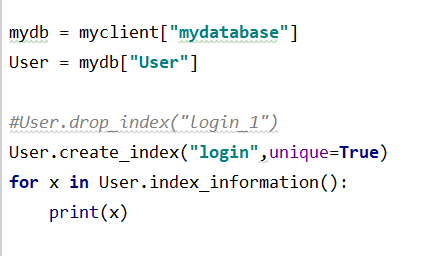 mydb = myclient["mydatabase"]
User = mydb["User"]
#User.drop_index("login_1")
User.create_index("login",unique=True)
for x in User.index_information():
    print(x)